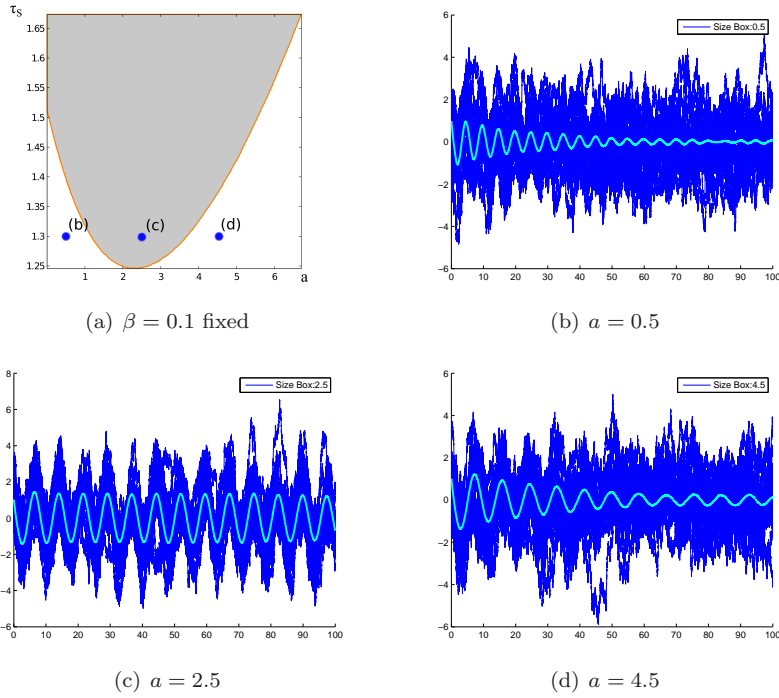 τS
1.65
1.6
1.55
1.5
1.45
1.4
1.35
1.3
1.25
(b)
(c)
(d)
1 2 3 4 5 6
a
(a) β = 0.1 fixed
Size Box:0.5
6
4
2
0
−2
−4
−6
0 10 20 30 40 50 60 70 80 90 100
(b) a = 0.5
Size Box:2.5
8
6
4
2
0
−2
−4
−6
0 10 20 30 40 50 60 70 80 90 100
(c) a = 2.5
Size Box:4.5
6
4
2
0
−2
−4
−6
0 10 20 30 40 50 60 70 80 90 100
(d) a = 4.5